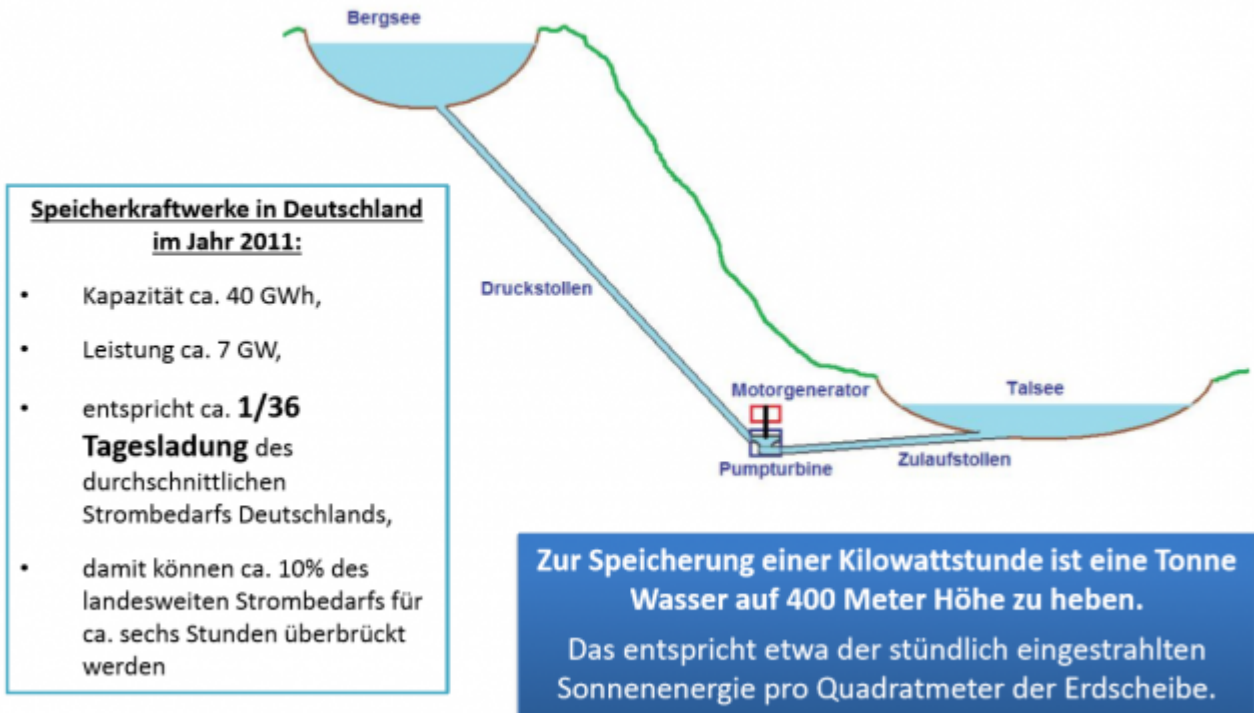 Bergsee
Speicherkraftwerke in Deutschland
im Jahr 2011:
• Kapazität ca. 40 GWh,
• Leistung ca. 7 GW,
• entspricht ca. 1/36
Tagesladung des
durchschnittlichen
Strombedarfs Deutschlands,
• damit können ca. 10% des
landesweiten Strombedarfs für
ca. sechs Stunden überbrückt
werden
Druckstollen
Motorgenerator
Talsee
Pumpturbine
Zulaufstollen
Zur Speicherung einer Kilowattstunde ist eine Tonne
Wasser auf 400 Meter Höhe zu heben.
Das entspricht etwa der stündlich eingestrahlten
Sonnenenergie pro Quadratmeter der Erdscheibe.